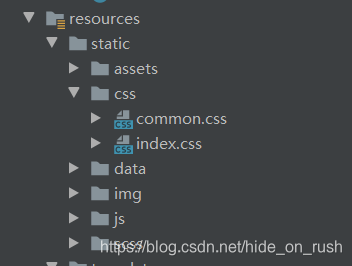 resources
static
assets
css
common.css
index.css
data
img
js
https://blog.csdn.net/hide_on_rush